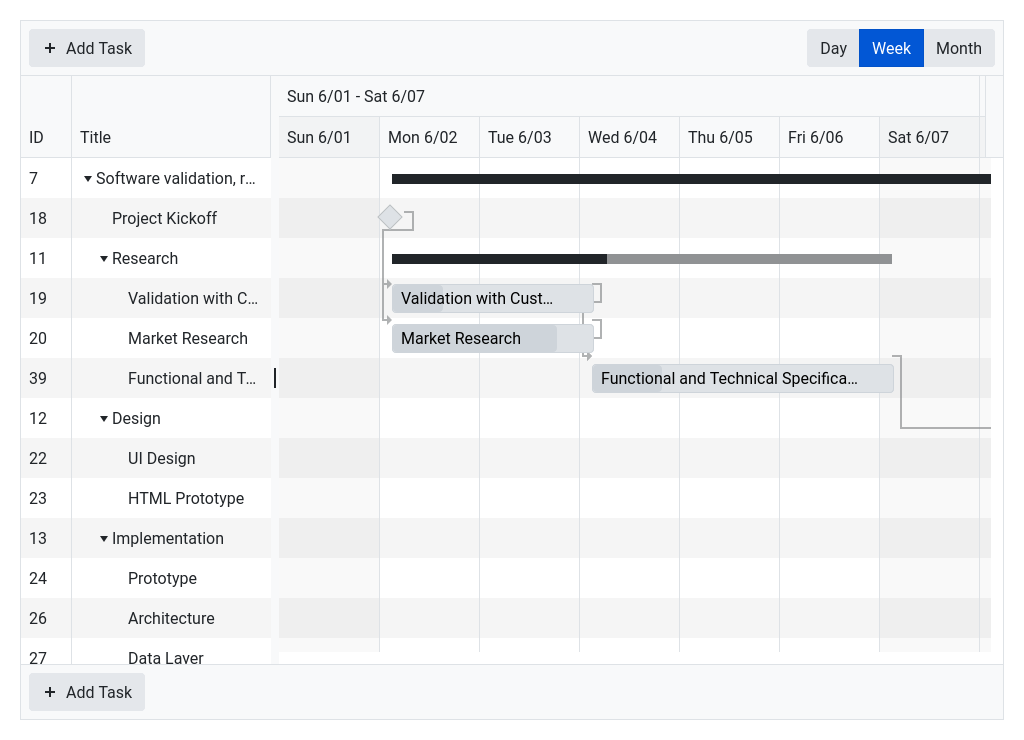 Add Task
Day Week Month
Sun 6/01 - Sat 6/07
ID Title Sun 6/01 Mon 6/02 Tue 6/03 Wed 6/04 Thu 6/05 Fri 6/06 Sat 6/07
7 Software validation, r...
18 Project Kickoff
11 Research
19 Validation with C... Validation with Cust...
20 Market Research Market Research
39 Functional and T... Functional and Technical Specifica...
12 Design
22 UI Design
23 HTML Prototype
13 Implementation
24 Prototype
26 Architecture
27 Data Layer
Add Task